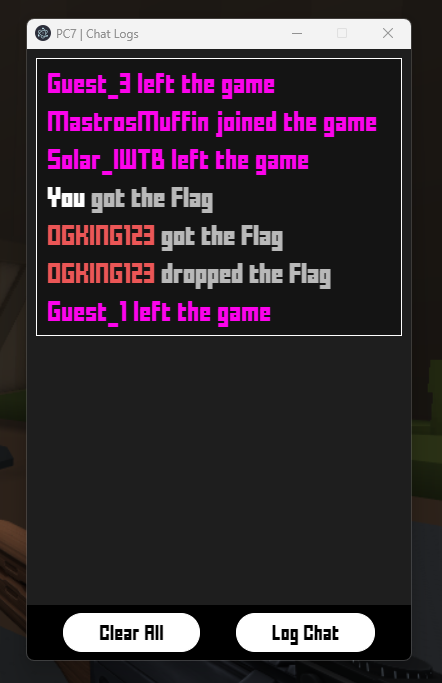 PC7 | Chat Logs
Guest_3 left the game
MastrosMuffin joined the game
Solar_IWTB left the game
You got the Flag
OGKING123 got the Flag
OGKING123 dropped the Flag
Guest_1 left the game
Clear All
Log Chat